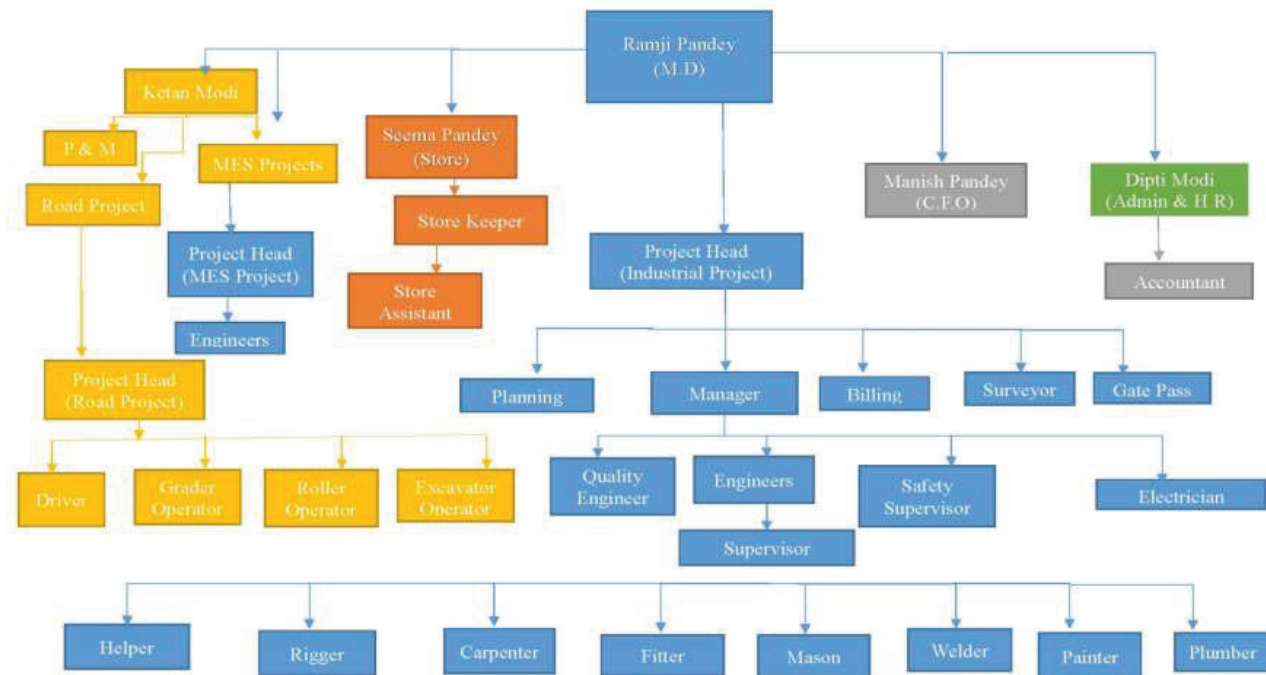 Ramji Pandey
(M.D)
Ketan Modi
P & M
MES Projects
Road Project
Seema Pandey
(Store)
Store Keeper
Store
Assistant
Project Head
(MES Project)
Engineers
Project Head
(Road Project)
Driver
Grader
Operator
Roller
Operator
Excavator
Operator
Project Head
(Industrial Project)
Manish Pandey
(C.F.O)
Dipti Modi
(Admin & H R)
Accountant
Planning
Manager
Billing
Surveyor
Gate Pass
Quality
Engineer
Engineers
Safety
Supervisor
Electrician
Supervisor
Helper
Rigger
Carpenter
Fitter
Mason
Welder
Painter
Plumber